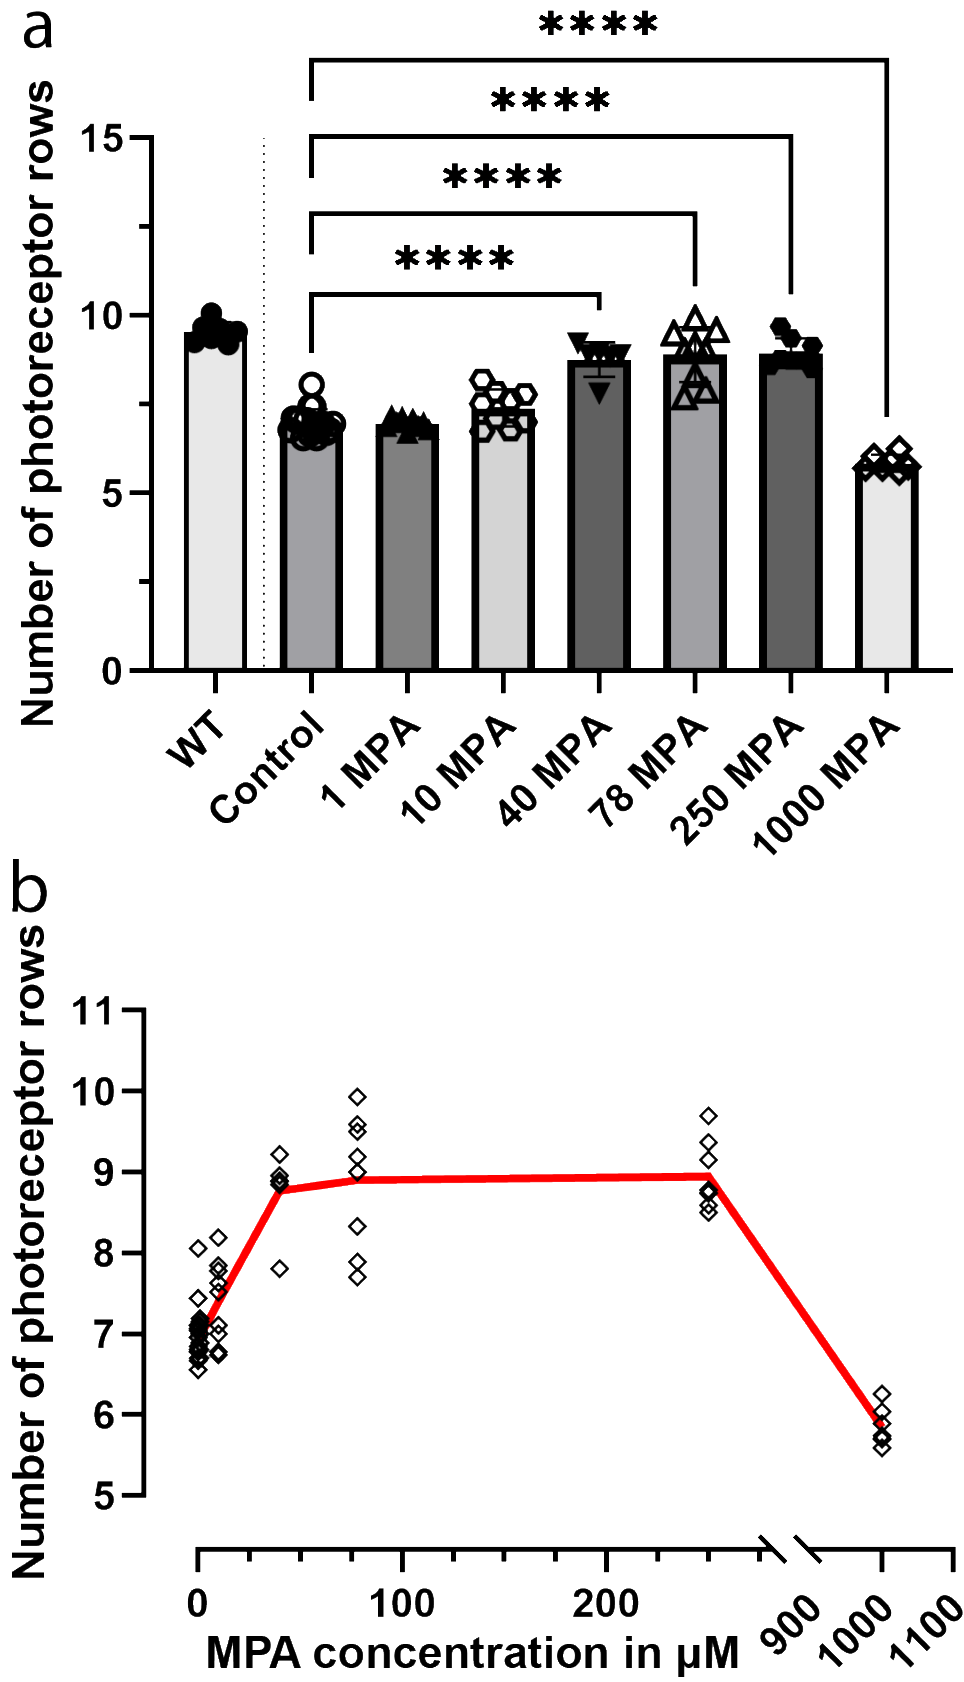 a
****
****
****
****
Number of photoreceptor rows
15
10
5
0
WT
Control
1 MPA
10 MPA
40 MPA
78 MPA
250 MPA
1000 MPA
b
Number of photoreceptor rows
11
10
9
8
7
6
5
0
100
200
900
1000
1100
MPA concentration in μM